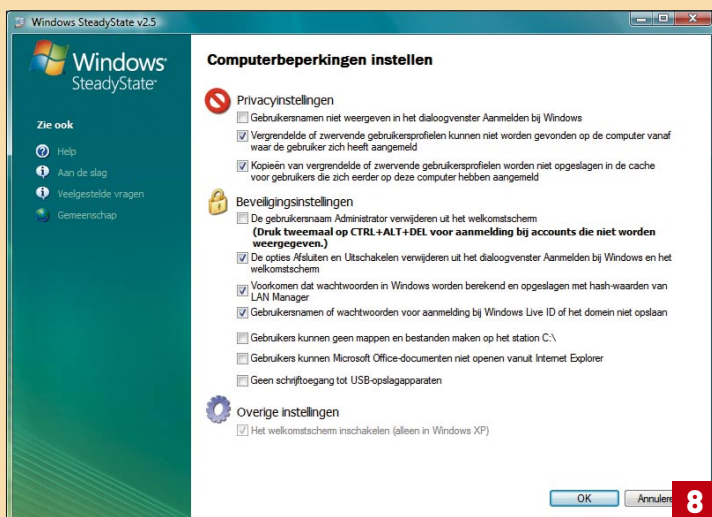 Windows SteadyState v2.5
Windows
SteadyState
Zie ook
Help
Aan de slag
Veelgestelde vragen
Gemeenschap
Computerbeperkingen instellen
Privacyinstellingen
Gebruikersnamen niet weergeven in het dialoogvenster Aanmelden bij Windows
Vergrendelde of zwervende gebruikersprofielen kunnen niet worden gevonden op de computer vanaf
waar de gebruiker zich heeft aangemeld
Kopieën van vergrendelde of zwervende gebruikersprofielen worden niet opgeslagen in de cache
voor gebruikers die zich eerder op deze computer hebben aangemeld
Beveiligingsinstellingen
De gebruikersnaam Administrator verwijderen uit het welkomstscherm
(Druk tweemaal op CTRL+ALT+DEL voor aanmelding bij accounts die niet worden
weergegeven.)
De opties Afsluiten en Uitschakelen verwijderen uit het dialoogvenster Aanmelden bij Windows en het
welkomstscherm
Voorkomen dat wachtwoorden in Windows worden berekend en opgeslagen met hash-waarden van
LAN Manager
Gebruikersnamen of wachtwoorden voor aanmelding bij Windows Live ID of het domein niet opslaan
Gebruikers kunnen geen mappen en bestanden maken op het station C:\
Gebruikers kunnen Microsoft Office-documenten niet openen vanuit Internet Explorer
Geen schrijftoegang tot USB-opslagapparaten
Overige instellingen
Het welkomstscherm inschakelen (alleen in Windows XP)
OK
Annulere
8